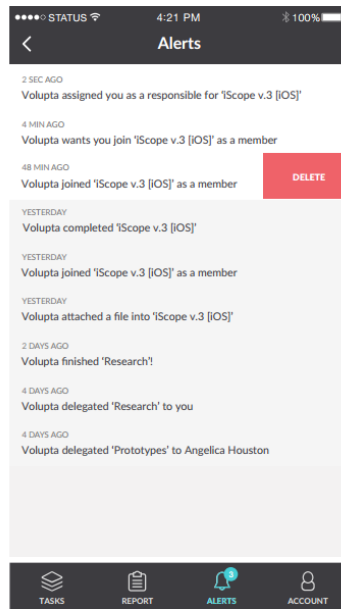 STATUS 4:21 PM 100%
Alerts
2 SEC AGO
Volupta assigned you as a responsible for 'iScope v.3 [iOS]'
4 MIN AGO
Volupta wants you join 'iScope v.3 [iOS]' as a member
48 MIN AGO
Volupta joined 'iScope v.3 [iOS]' as a member
DELETE
YESTERDAY
Volupta completed 'iScope v.3 [iOS]'
YESTERDAY
Volupta joined 'iScope v.3 [iOS]' as a member
YESTERDAY
Volupta attached a file into 'iScope v.3 [iOS]'
2 DAYS AGO
Volupta finished 'Research'!
4 DAYS AGO
Volupta delegated 'Research' to you
4 DAYS AGO
Volupta delegated 'Prototypes' to Angelica Houston
3
TASKS REPORT ALERTS ACCOUNT